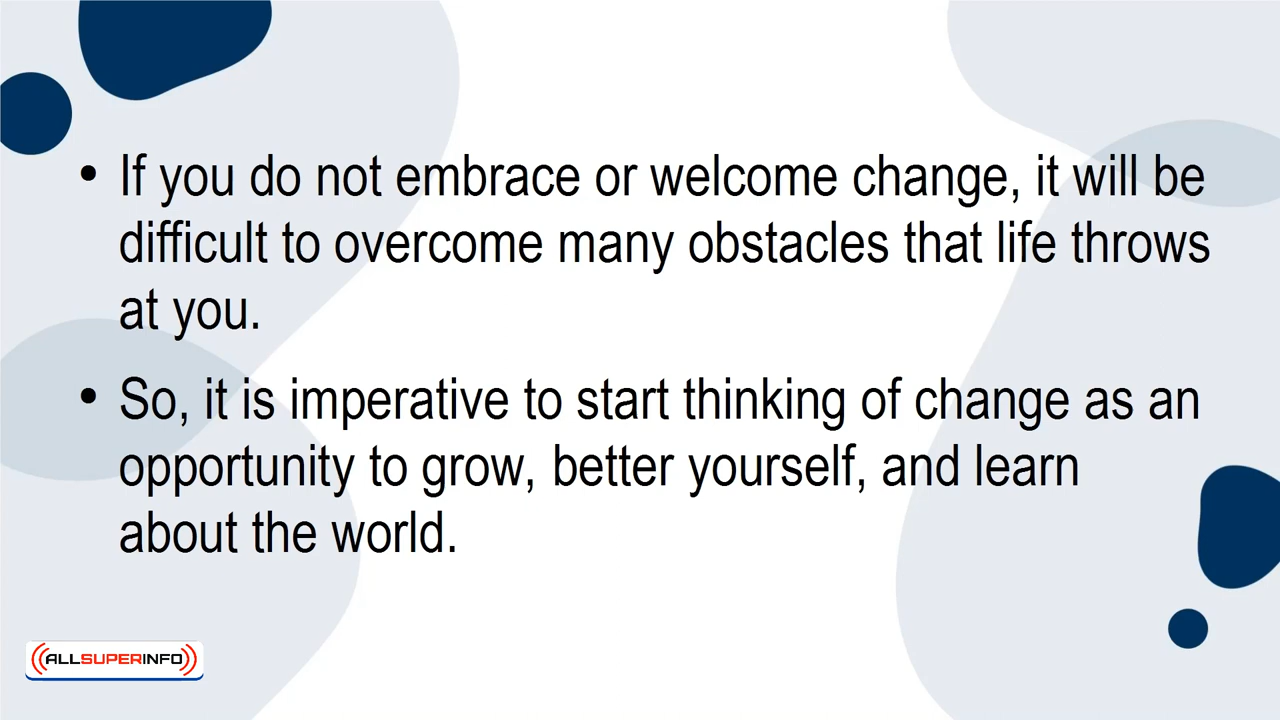 • If you do not embrace or welcome change, it will be
difficult to overcome many obstacles that life throws
at you.
• So, it is imperative to start thinking of change as an
opportunity to grow, better yourself, and learn
about the world.
ALLSUPERINFO